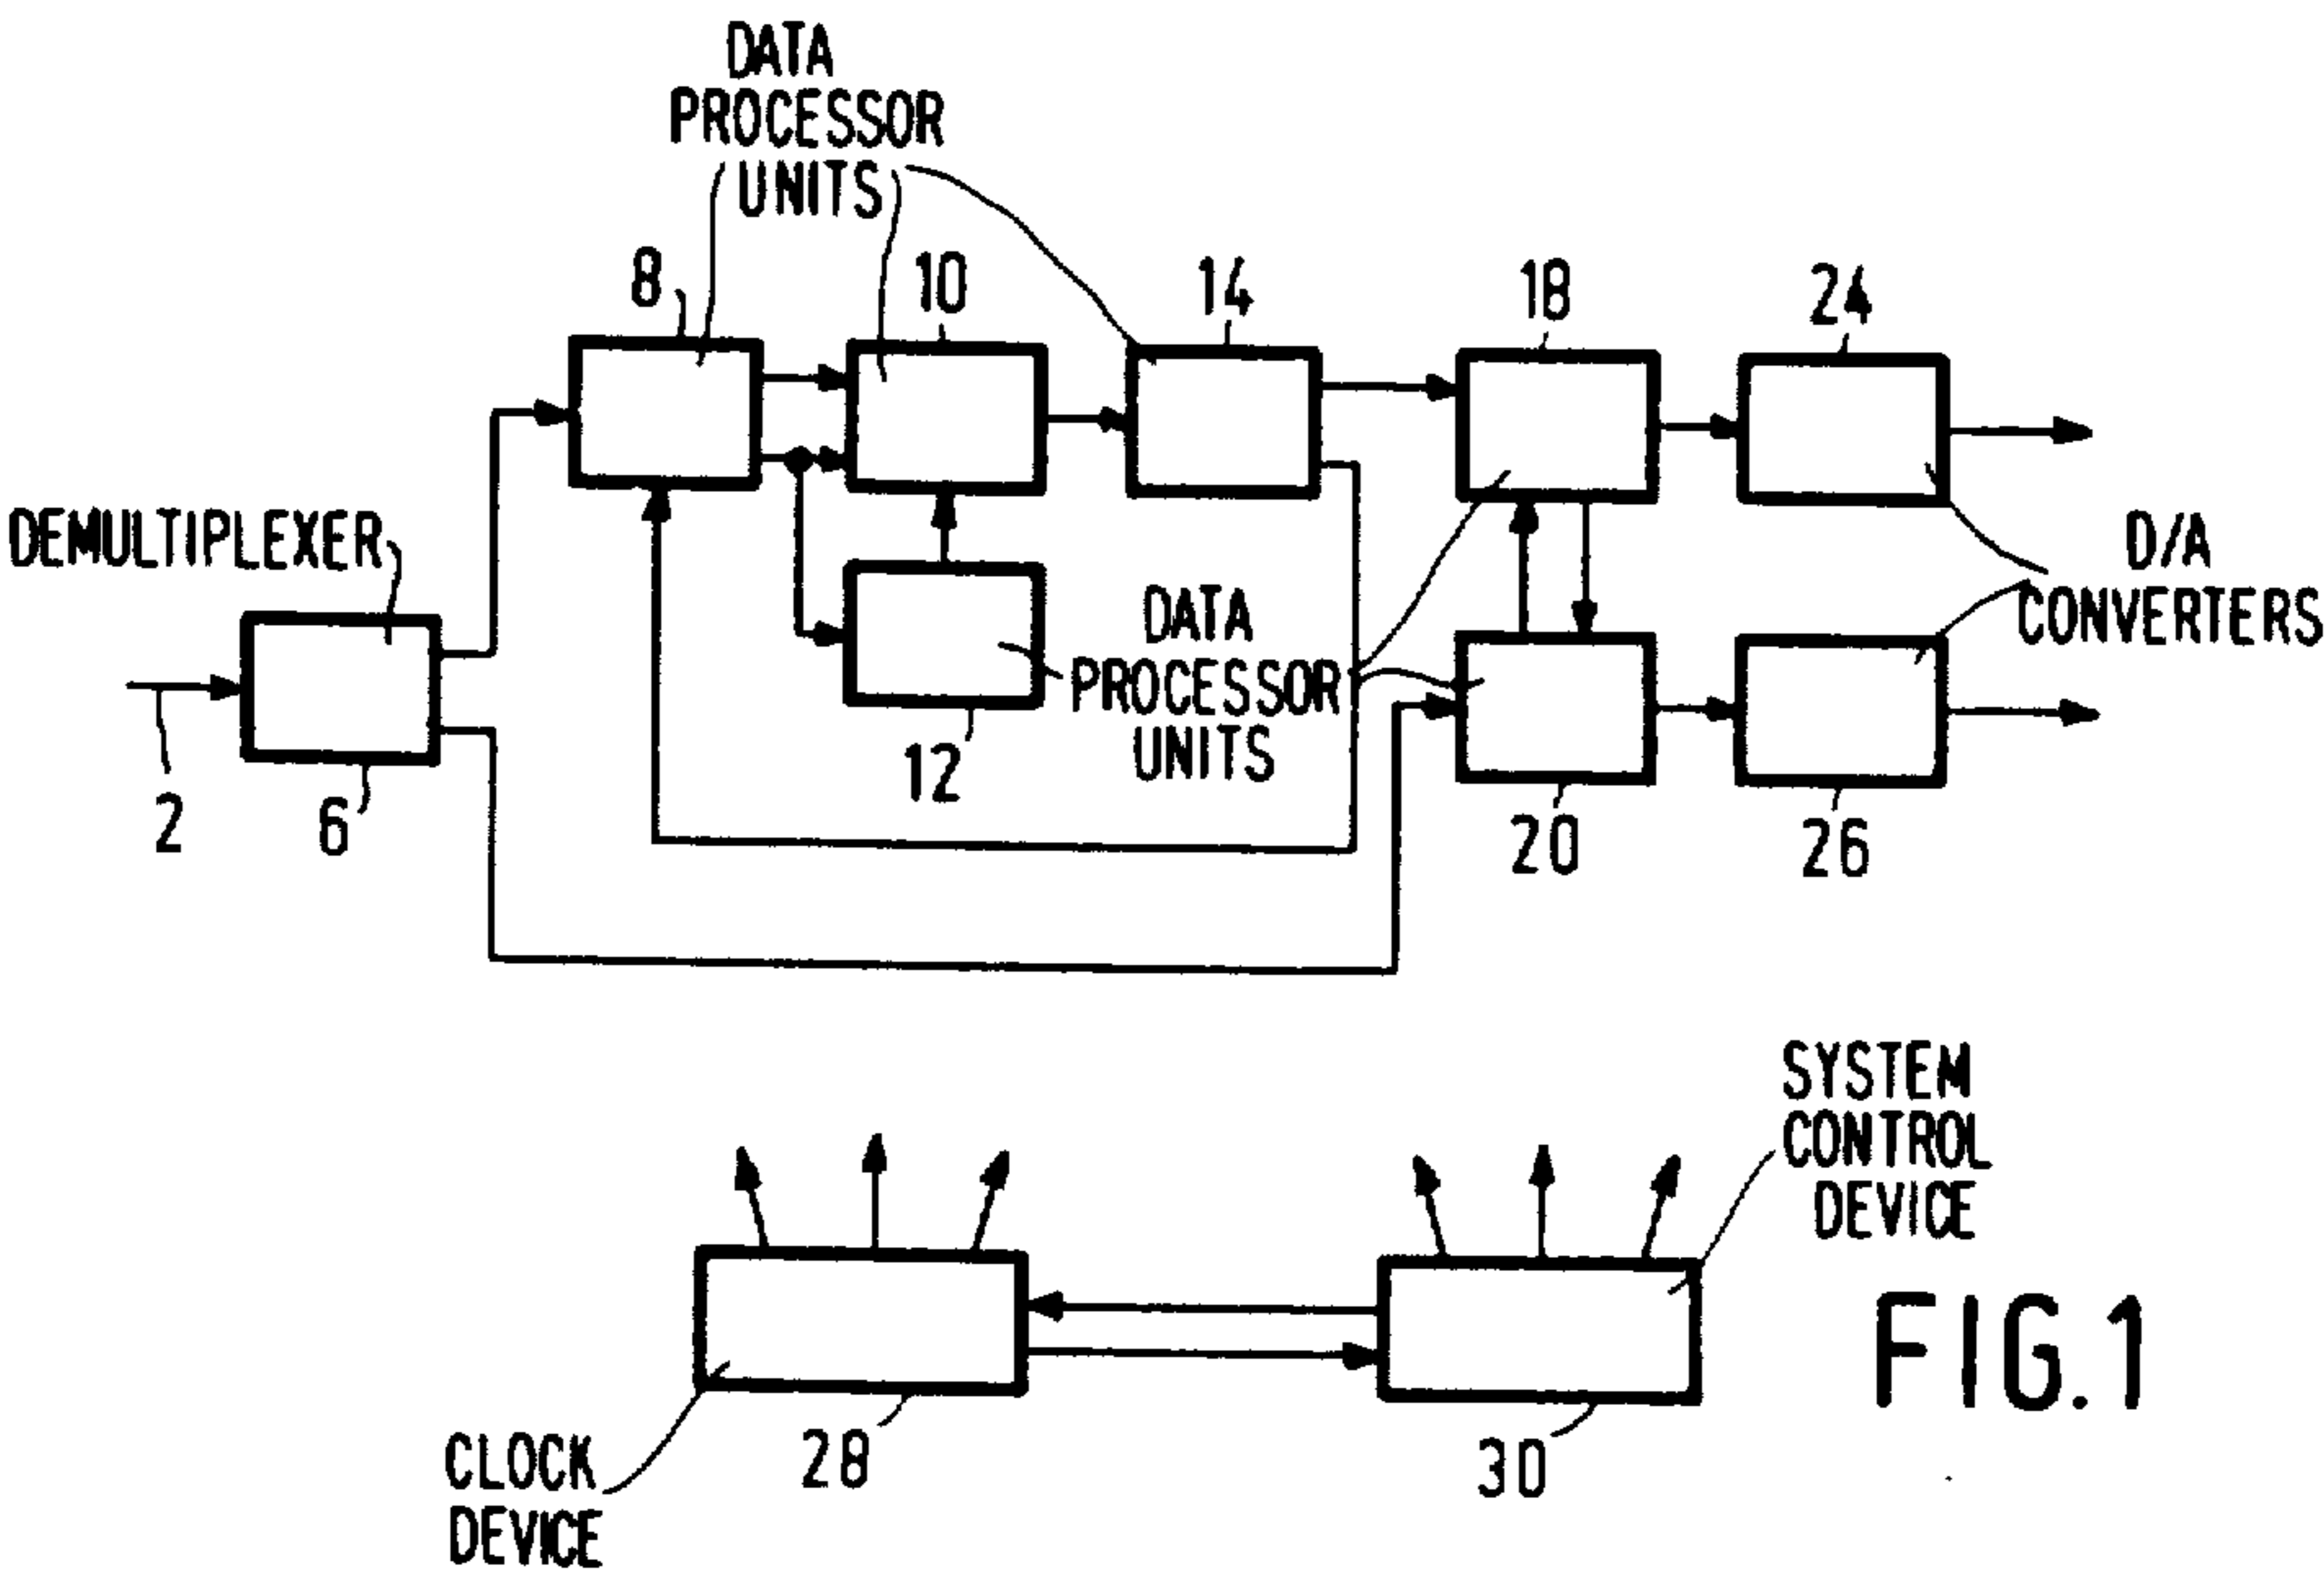 DATA
PROCESSOR
UNITS
8
10
14
18
24
DEMULTIPLEXER
D/A
CONVERTERS
DATA
PROCESSOR
UNITS
2
6
12
20
26
SYSTEM
CONTROL
DEVICE
FIG.1
CLOCK
DEVICE
28
30